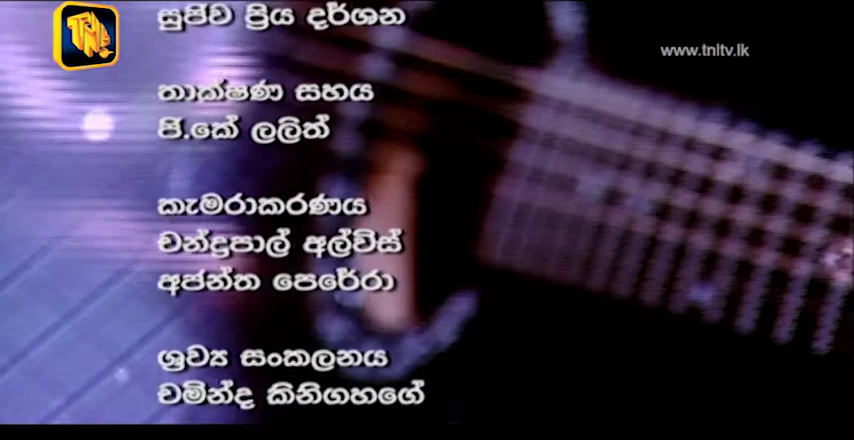 සුජිව ප්‍රිය දර්ශන
www.tnltv.lk
තාක්ෂණ සහය
ජි.කේ ලලිත්
කැමරාකරණය
චන්ද්‍රපාල් අල්විස්
අජන්ත පෙරේරා
ශ්‍රව්‍ය සංකලනය
චමින්ද කිනිගහගේ